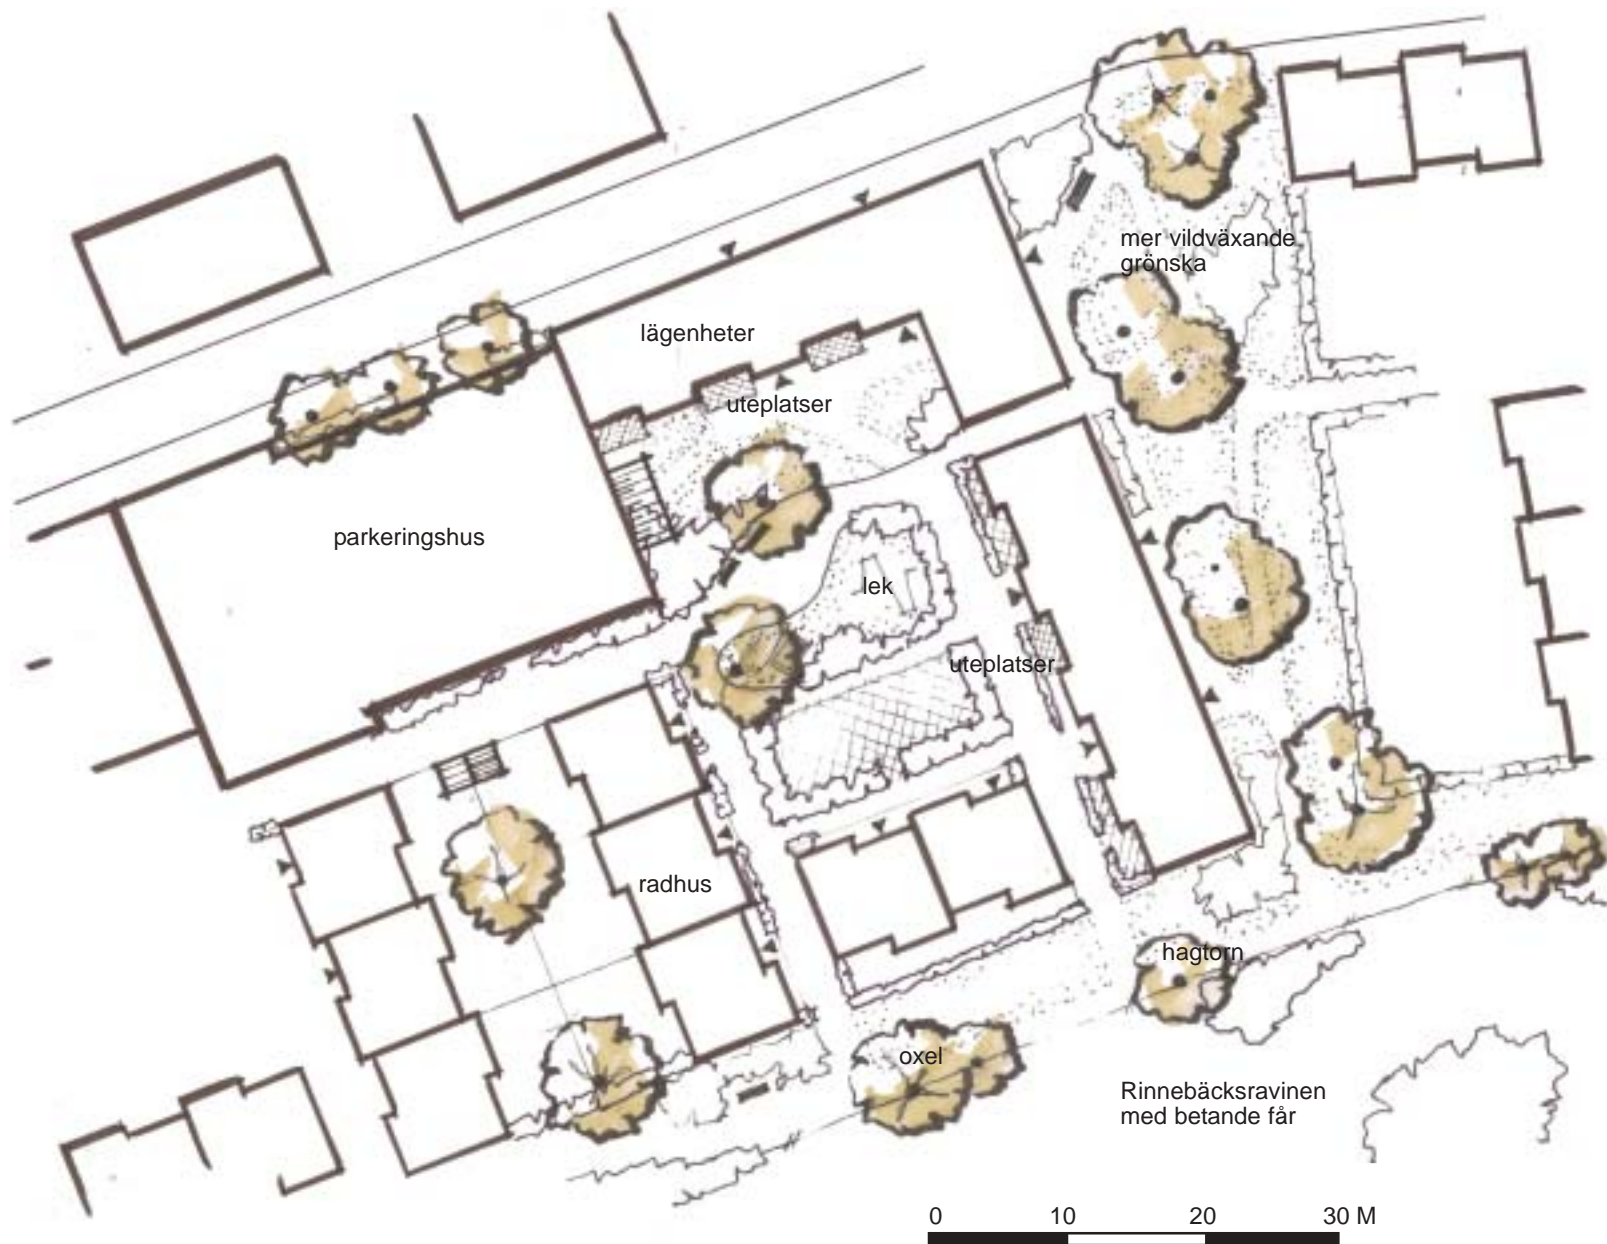 mer vildväxande
grönska
lägenheter
uteplatser
parkeringshus
lek
uteplatser
radhus
hagtorn
oxel
Rinnebäcksravinen
med betande får
0 10 20 30 M